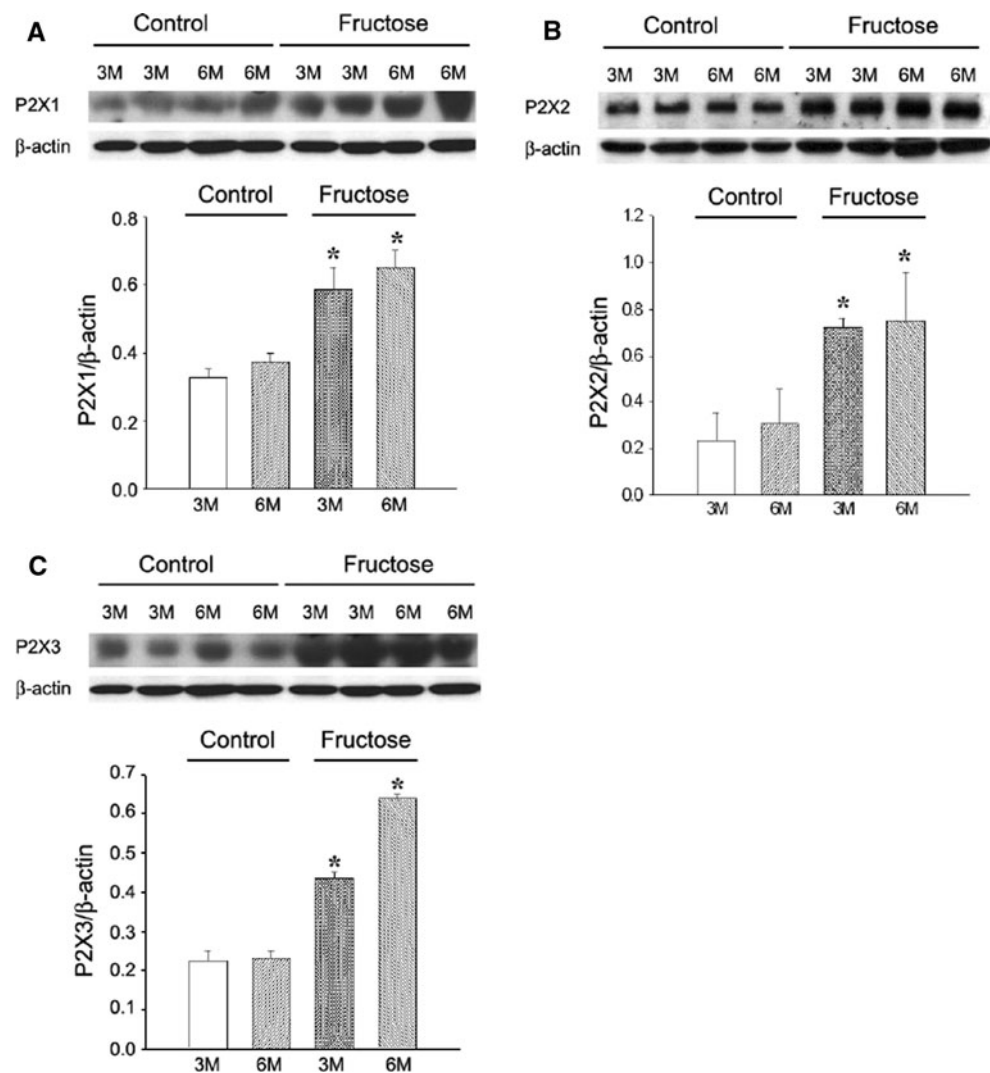 A
Control Fructose
3M 3M 6M 6M 3M 3M 6M 6M
P2X1
β-actin
Control Fructose
0.8
0.6
0.4
0.2
0.0
P2X1/β-actin
* *
3M 6M 3M 6M
B
Control Fructose
3M 3M 6M 6M 3M 3M 6M 6M
P2X2
β-actin
Control Fructose
1.2
1.0
0.8
0.6
0.4
0.2
0.0
P2X2/β-actin
* *
3M 6M 3M 6M
C
Control Fructose
3M 3M 6M 6M 3M 3M 6M 6M
P2X3
β-actin
Control Fructose
0.7
0.6
0.5
0.4
0.3
0.2
0.1
0.0
P2X3/β-actin
* *
3M 6M 3M 6M